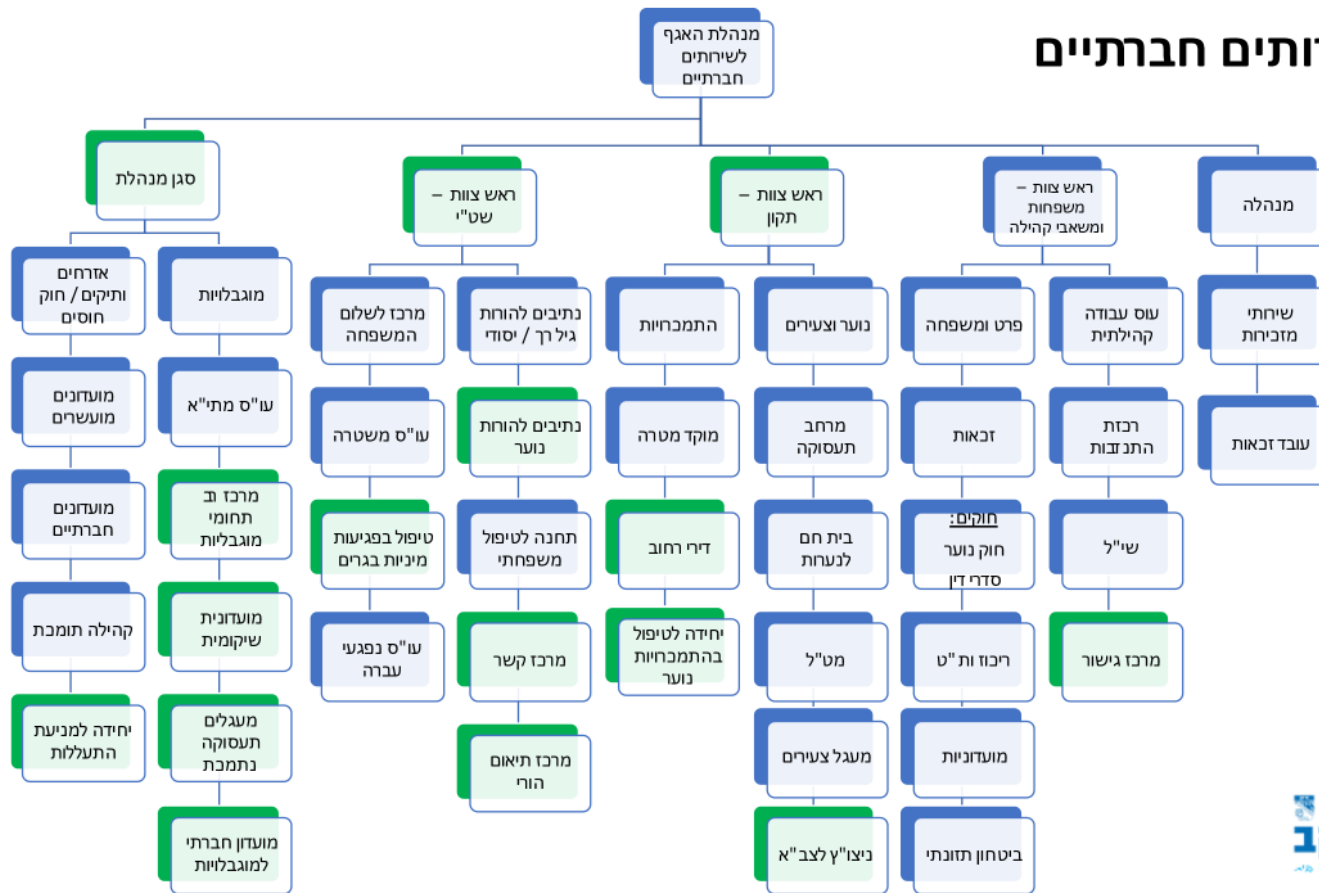 חברתיים
מנהלת האגף
לשירותים
חברתיים
מנהלה
שירותי
מזכירות
עובד זכאות
ראש צוות –
משפחות
ומשאבי קהילה
עוס עבודה
קהילתית
רכזת
התנדבות
שי"ל
מרכז גישור
פרט ומשפחה
זכאות
חוקים:
חוק נוער
סדרי דין
ריכוז ות "ט
מועדוניות
ביטחון תזונתי
ראש צוות –
תקון
נוער וצעירים
מרחב
תעסוקה
בית חם
לנערות
מט"ל
מעגל צעירים
ניצו"ץ לצב"א
התמכרויות
מוקד מטרה
דירי רחוב
יחידה לטיפול
בהתמכרויות
נוער
ראש צוות –
שט"י
נתיבים להורות
גיל רך / יסודי
נתיבים להורות
נוער
תחנה לטיפול
משפחתי
מרכז קשר
מרכז תיאום
הורי
מרכז לשלום
המשפחה
עו"ס משטרה
טיפול בפגיעות
מיניות בגרים
עו"ס נפגעי
עברה
סגן מנהלת
מוגבלויות
עו"ס מתי"א
מרכז רב
תחומי
מוגבליות
מועדונית
שיקומית
מעגלים
תעסוקה
נתמכת
מועדון חברתי
למוגבלויות
אזרחים
ותיקים / חוק
חוסים
מועדונים
מועשרים
מועדונים
חברתיים
קהילה תומכת
יחידה למניעת
התעללות